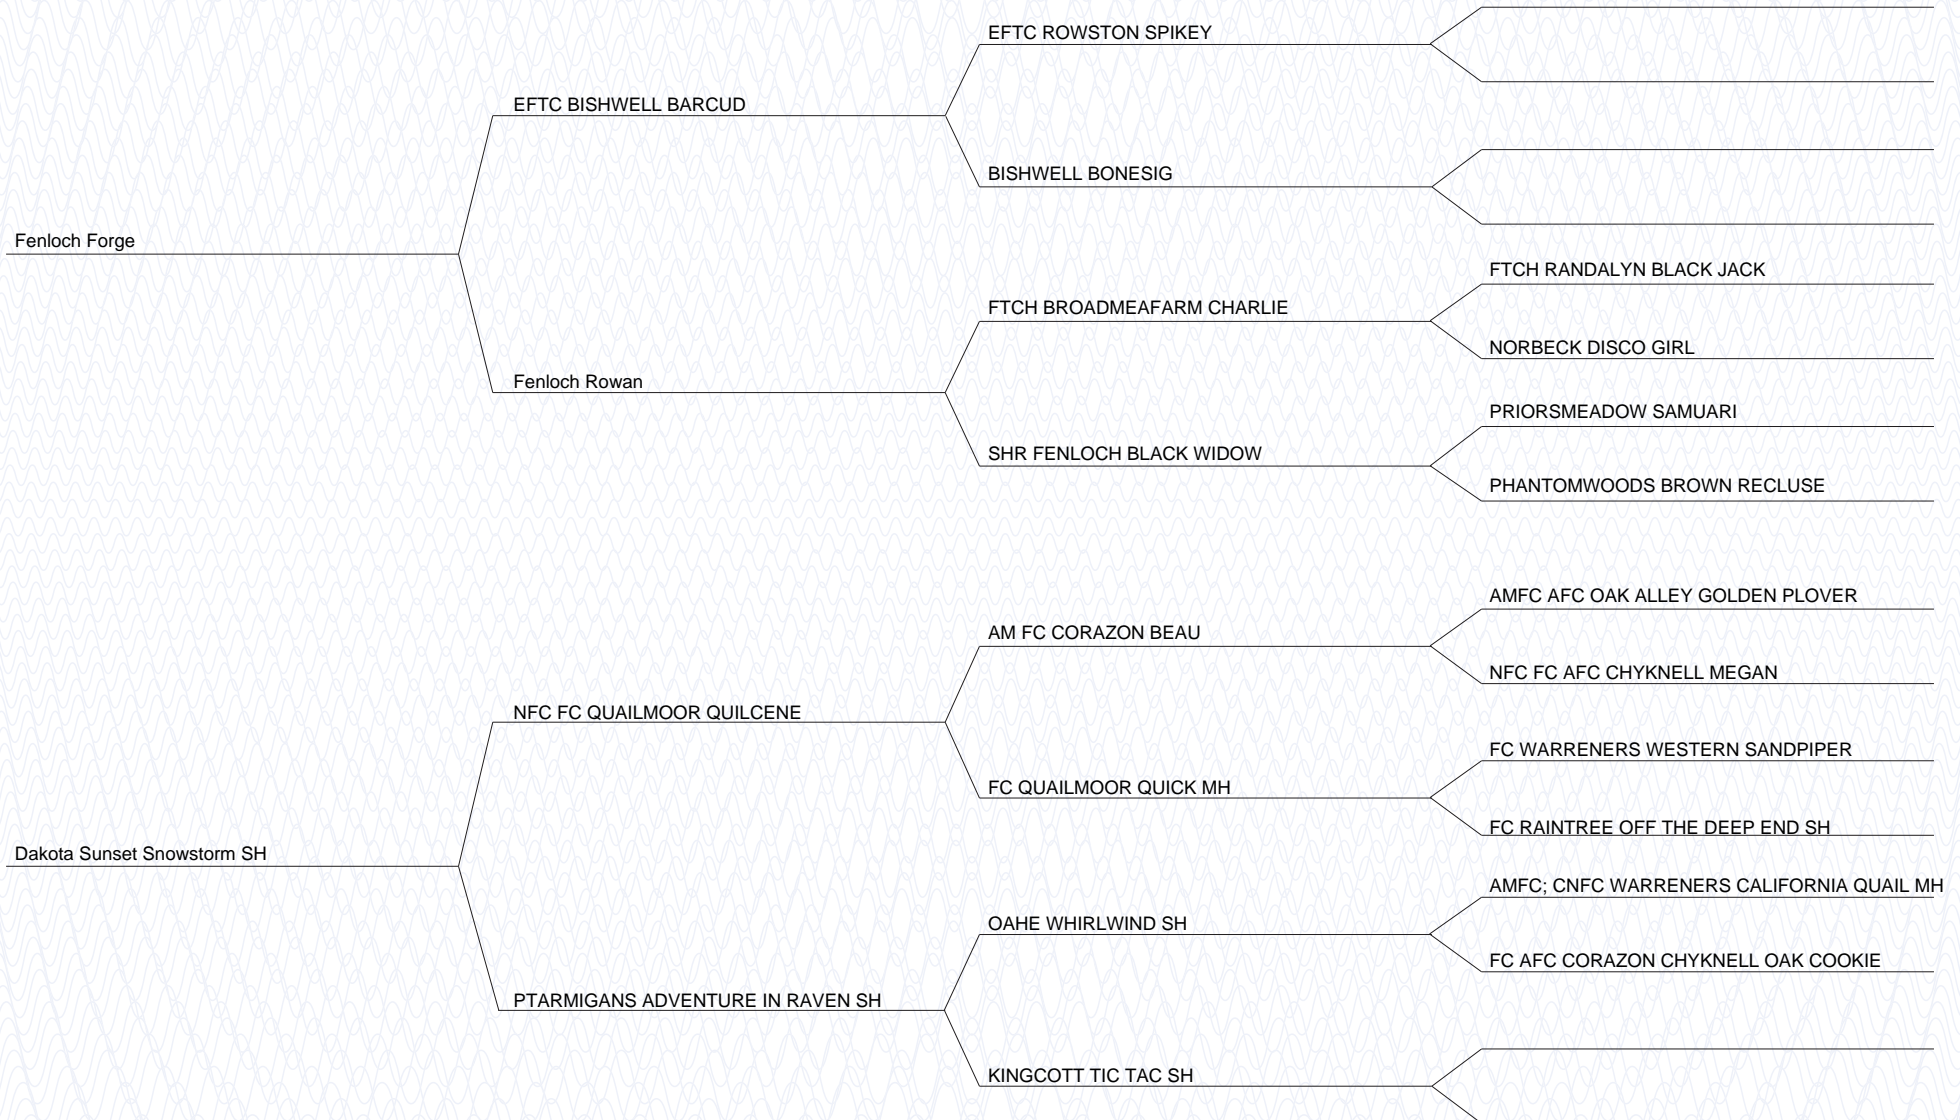 EFTC ROWSTON SPIKEY
EFTC BISHWELL BARCUD
BISHWELL BONESIG
Fenloch Forge
FTCH RANDALYN BLACK JACK
FTCH BROADMEAFARM CHARLIE
NORBECK DISCO GIRL
Fenloch Rowan
PRIORSMEADOW SAMUARI
SHR FENLOCH BLACK WIDOW
PHANTOMWOODS BROWN RECLUSE
AMFC AFC OAK ALLEY GOLDEN PLOVER
AM FC CORAZON BEAU
NFC FC AFC CHYKNELL MEGAN
NFC FC QUAILMOOR QUILCENE
FC WARRENERS WESTERN SANDPIPER
FC QUAILMOOR QUICK MH
FC RAINTREE OFF THE DEEP END SH
Dakota Sunset Snowstorm SH
AMFC; CNFC WARRENERS CALIFORNIA QUAIL MH
OAHE WHIRLWIND SH
FC AFC CORAZON CHYKNELL OAK COOKIE
PTARMIGANS ADVENTURE IN RAVEN SH
KINGCOTT TIC TAC SH